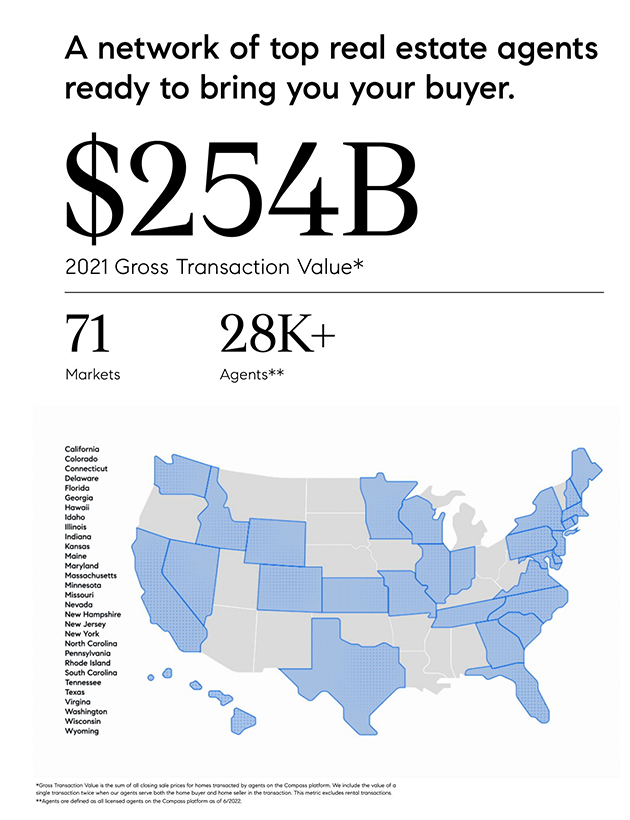 A network of top real estate agents
ready to bring you your buyer.
$254B
2021 Gross Transaction Value*
71
Markets
28K+
Agents**
California
Colorado
Connecticut
Delaware
Florida
Georgia
Hawaii
Idaho
Illinois
Indiana
Kansas
Maine
Maryland
Massachusetts
Minnesota
Missouri
Nevada
New Hampshire
New Jersey
New York
North Carolina
Pennsylvania
Rhode Island
South Carolina
Tennessee
Texas
Virgina
Washington
Wisconsin
Wyoming
*Gross Transaction Value is the sum of all closing sale prices for homes transacted by agents on the Compass platform. We include the value of a
single transaction twice when our agents serve both the home buyer and home seller in the transaction. This metric excludes rental transactions.
**Agents are defined as all licensed agents on the Compass platform as of 6/2022.